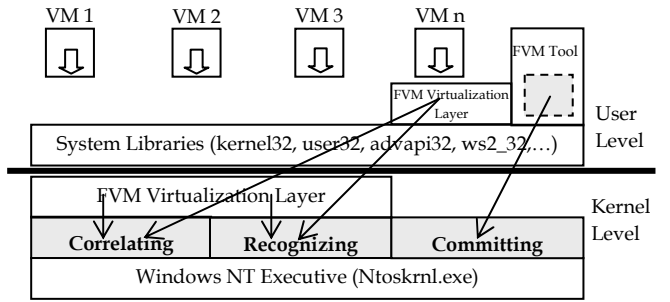 VM 1
VM 2
VM 3
VM n
FVM Tool
FVM Virtualization
Layer
User
Level
System Libraries (kernel32, user32, advapi32, ws2_32,…)
FVM Virtualization Layer
Kernel
Level
Correlating
Recognizing
Committing
Windows NT Executive (Ntoskrnl.exe)